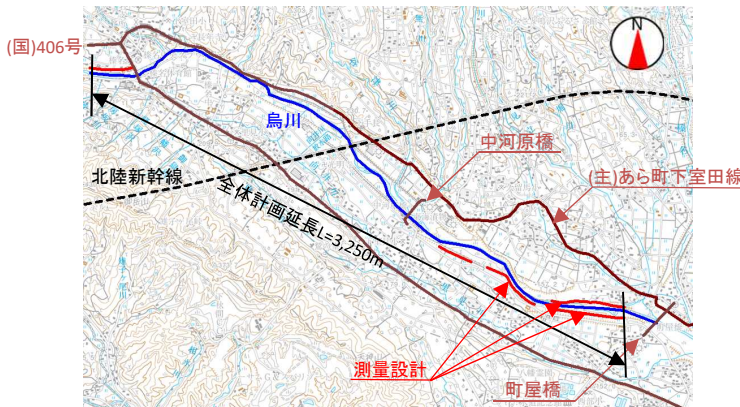 (国)406号
N
烏川
中河原橋
北陸新幹線
(主)あら町下室田線
全体計画延長L=3,250m
測量設計
町屋橋